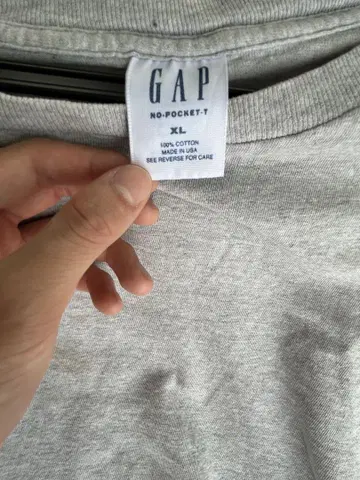 GAP
NO-POCKET-T
XL
100% COTTON
MADE IN USA
SEE REVERSE FOR CARE